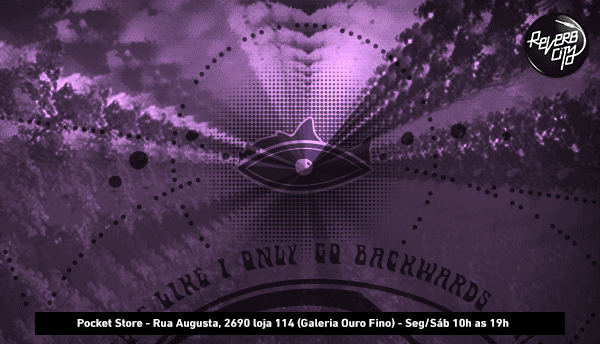 Reverb
City
LIKE I ONLY GO BACKWARDS
Pocket Store - Rua Augusta, 2690 loja 114 (Galeria Ouro Fino) - Seg/Sáb 10h as 19h